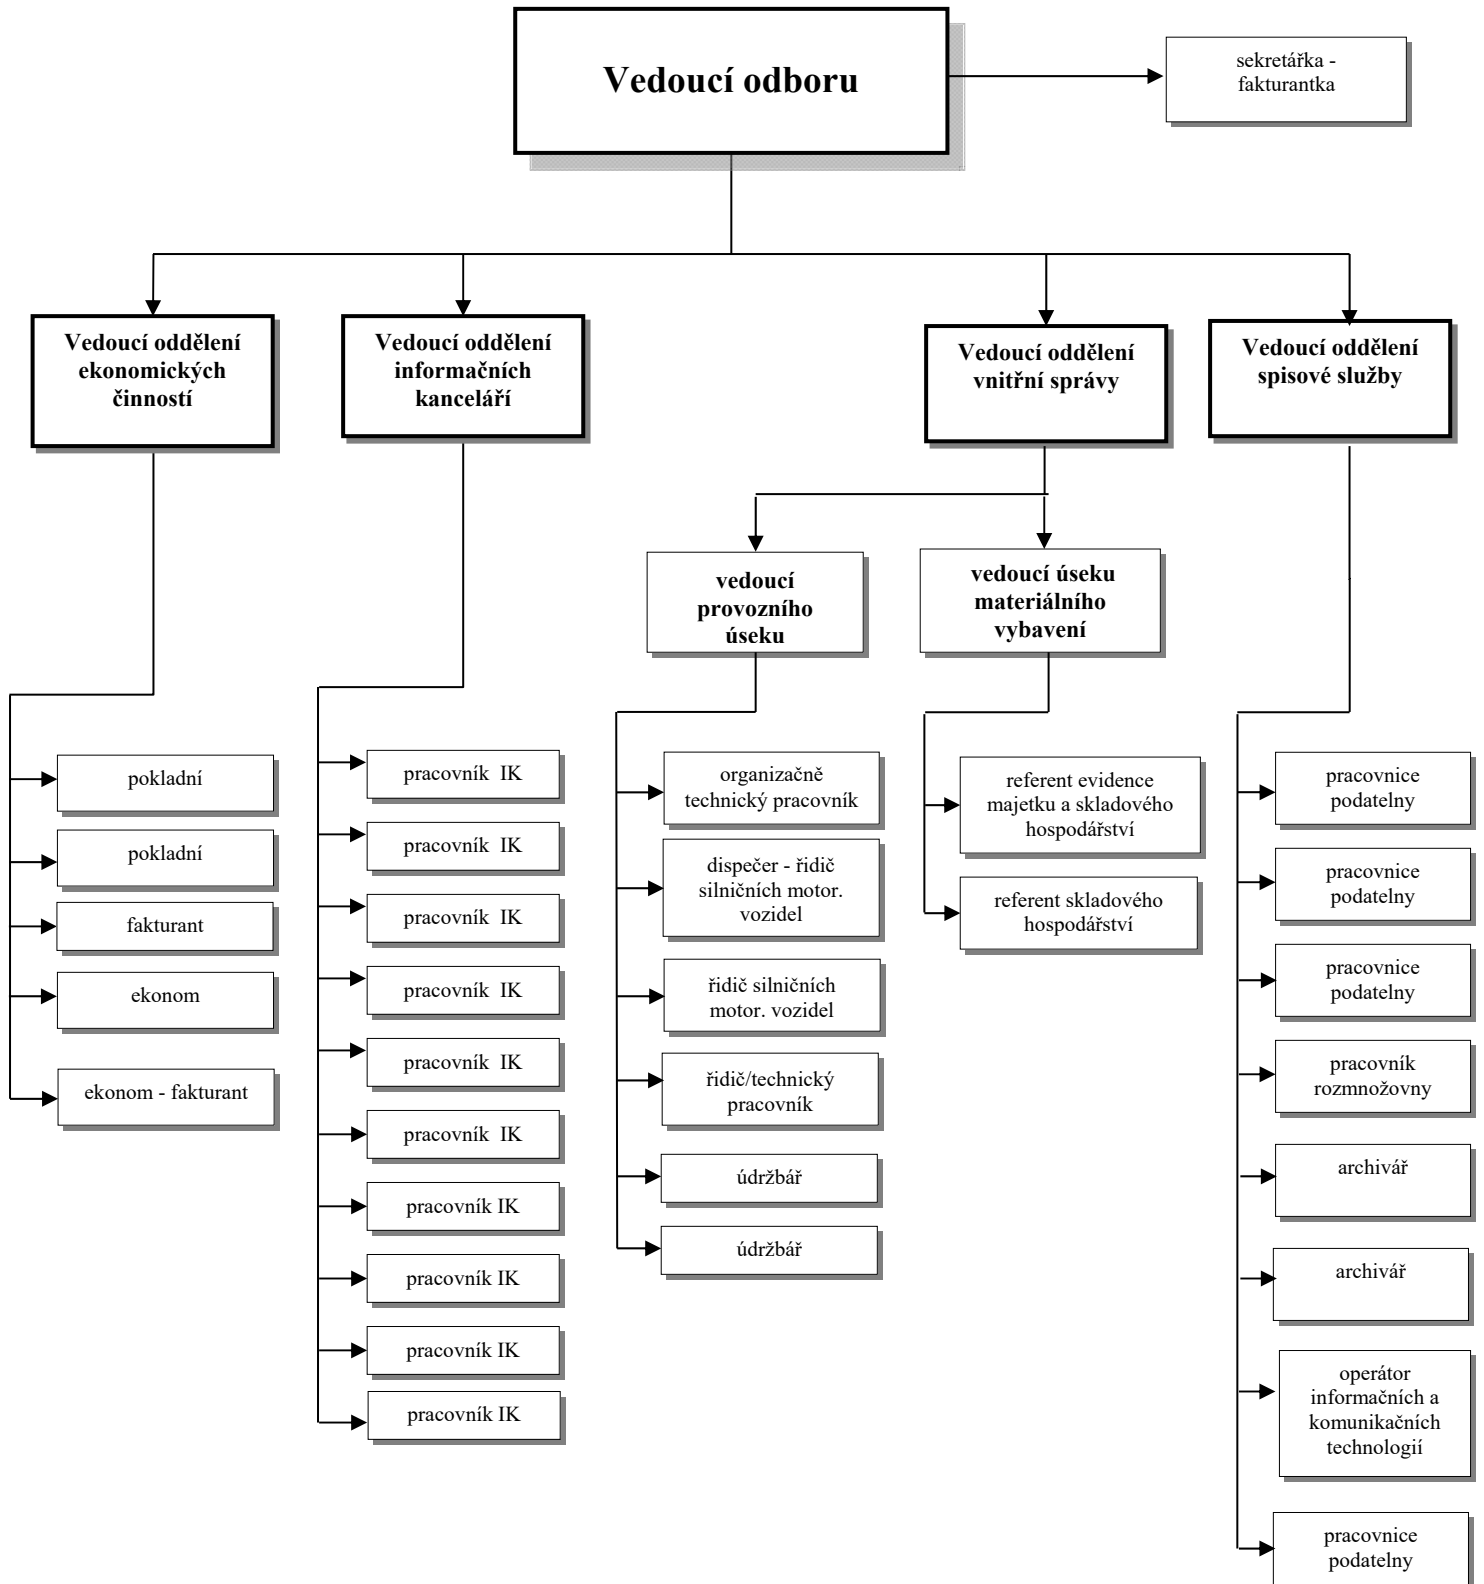 Vedoucí odboru
sekretářka -
fakturantka
Vedoucí oddělení
ekonomických
činností
Vedoucí oddělení
informačních
kanceláří
Vedoucí oddělení
vnitřní správy
Vedoucí oddělení
spisové služby
vedoucí
provozního
úseku
vedoucí úseku
materiálního
vybavení
pokladní
pokladní
fakturant
ekonom
ekonom - fakturant
pracovník  IK
pracovník  IK
pracovník  IK
pracovník  IK
pracovník  IK
pracovník  IK
pracovník IK
pracovník IK
pracovník IK
pracovník IK
organizačně
technický pracovník
dispečer - řidič
silničních motor.
vozidel
řidič silničních
motor. vozidel
řidič/technický
pracovník
údržbář
údržbář
referent evidence
majetku a skladového
hospodářství
referent skladového
hospodářství
pracovnice
podatelny
pracovnice
podatelny
pracovnice
podatelny
pracovník
rozmnožovny
archivář
archivář
operátor
informačních a
komunikačních
technologií
pracovnice
podatelny